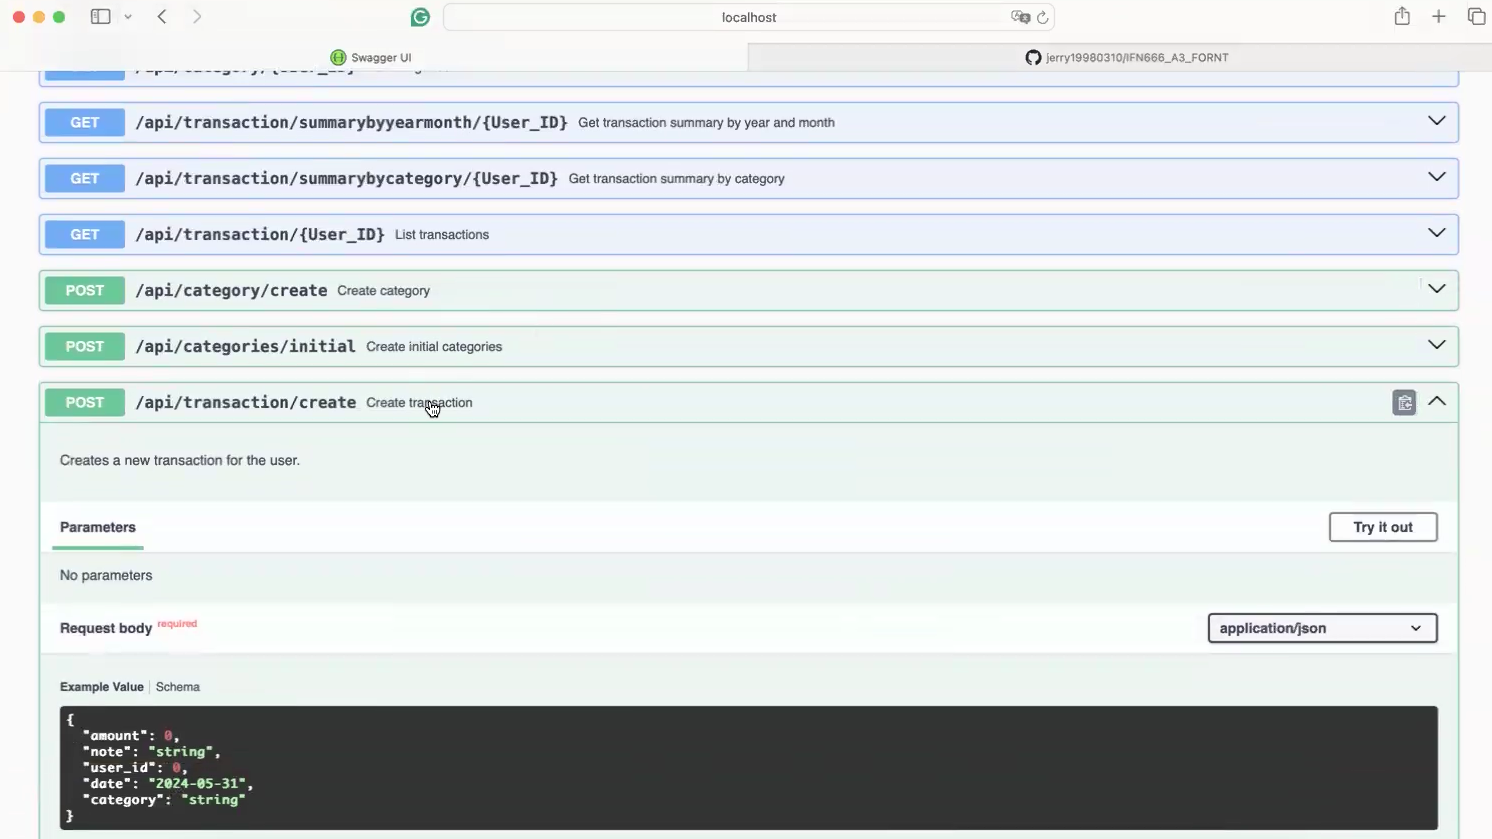 localhost
Swagger UI
jerry19980310/IFN666_A3_FORNT
GET /api/transaction/summarybyyearmonth/{User_ID} Get transaction summary by year and month
GET /api/transaction/summarybycategory/{User_ID} Get transaction summary by category
GET /api/transaction/{User_ID} List transactions
POST /api/category/create Create category
POST /api/categories/initial Create initial categories
POST /api/transaction/create Create transaction
Creates a new transaction for the user.
Parameters
Try it out
No parameters
Request body required
application/json
Example Value Schema
{
"amount": 0,
"note": "string",
"user_id": 0,
"date": "2024-05-31",
"category": "string"
}